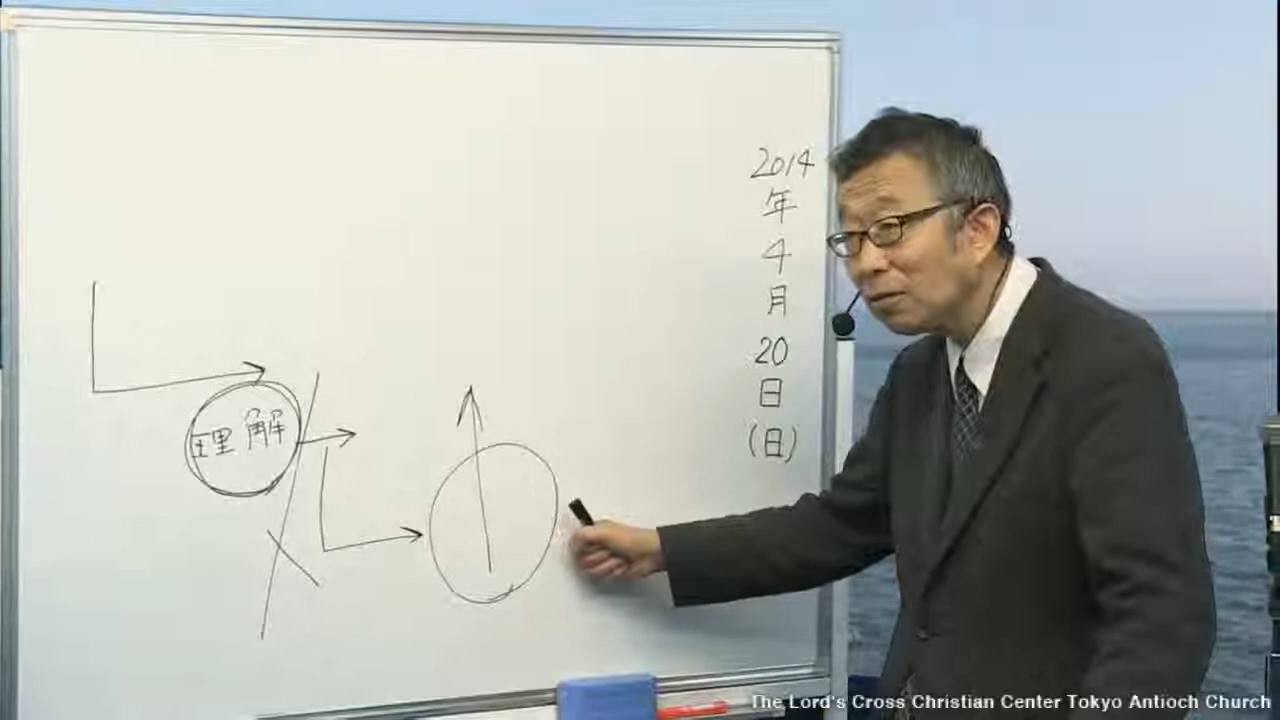 2014
年
4
月
20
日
(日)
理解
The Lord's Cross Christian Center Tokyo Antioch Church